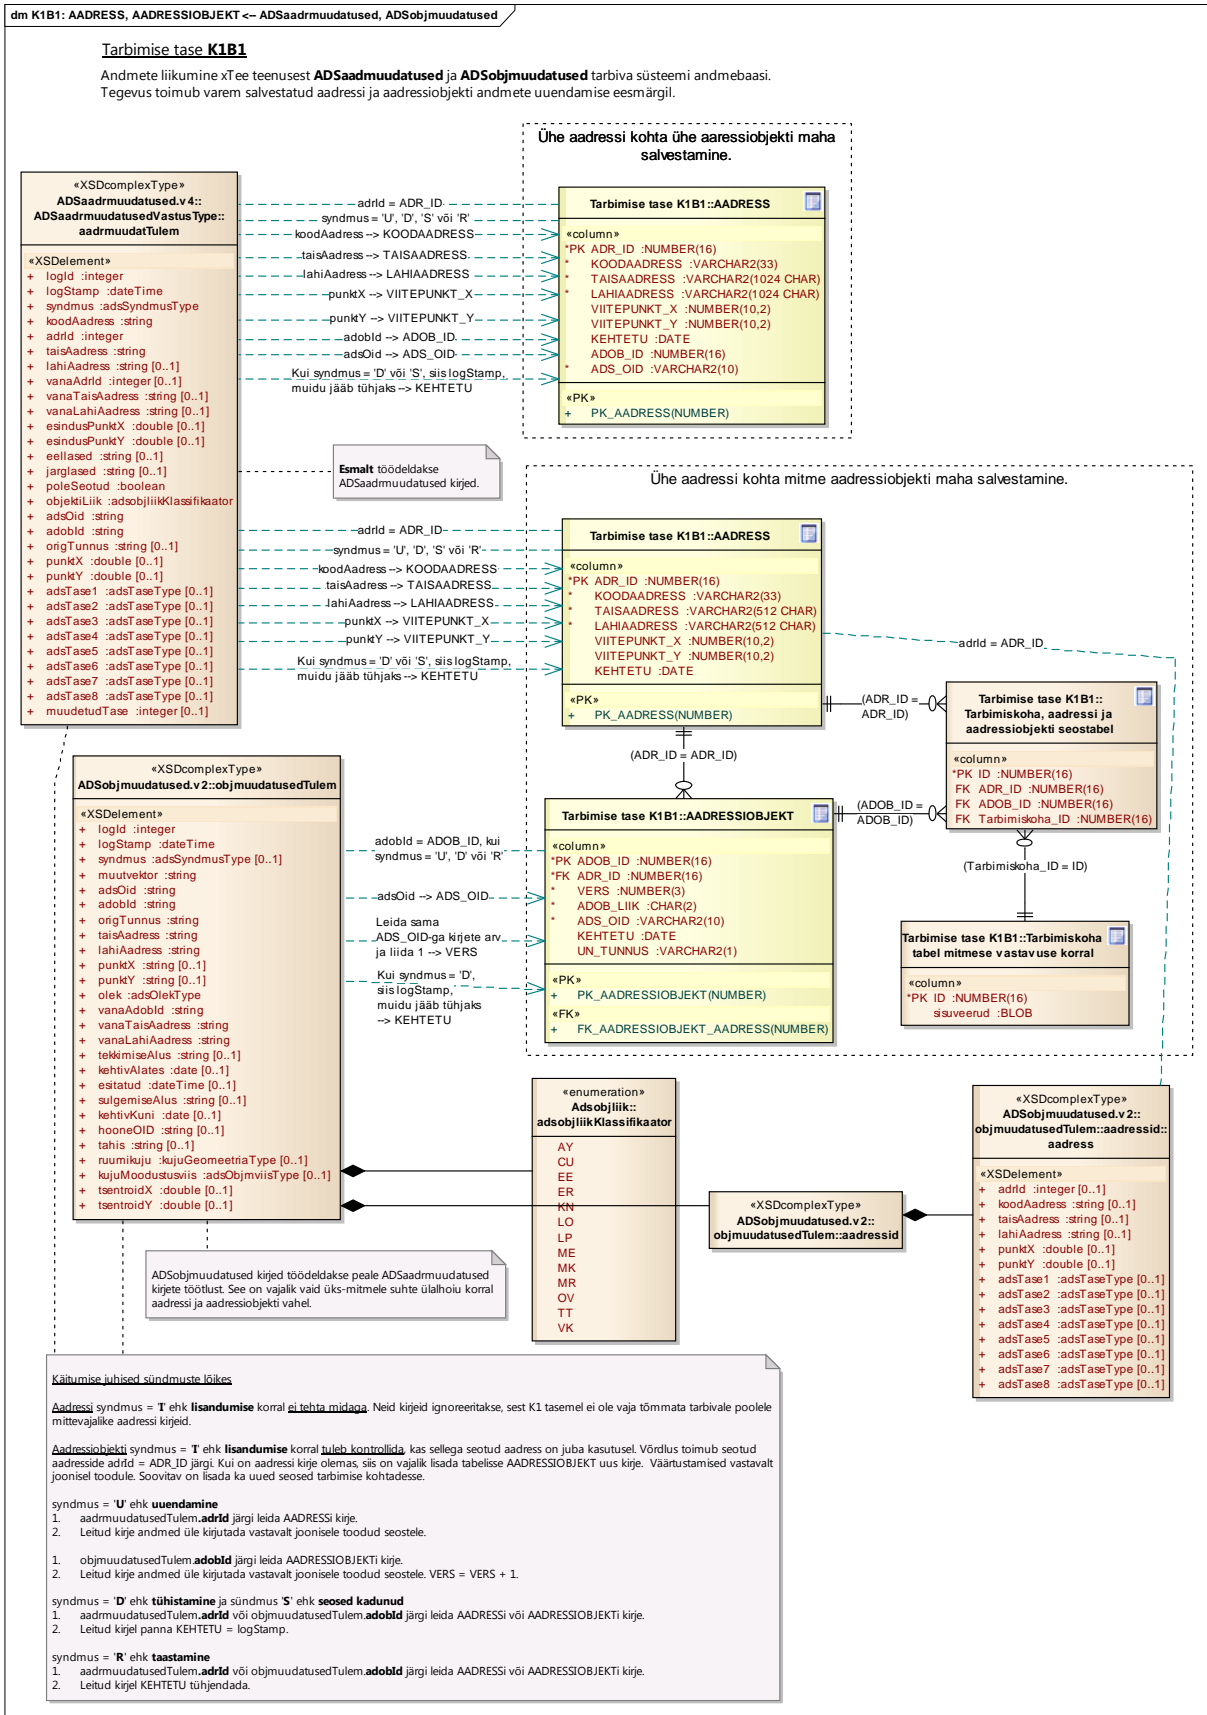 dm K1B1: AADRESS, AADRESSIOBJEKT <-- ADSaadrmuudatused, ADSobjmuudatused
Tarbimise tase K1B1
Andmete liikumine xTee teenusest ADSaadmuudatused ja ADSobjmuudatused tarbiva süsteemi andmebaasi.
Tegevus toimub varem salvestatud aadressi ja aadressiobjekti andmete uuendamise eesmärgil.
Ühe aadressi kohta ühe aaressiobjekti maha
salvestamine.
«XSDcomplexType»
ADSaadrmuudatused.v4::
ADSaadrmuudatusedVastusType::
aadrmuudatTulem
«XSDelement»
+ logId :integer
+ logStamp :dateTime
+ syndmus :adsSyndmusType
+ koodAadress :string
+ adrId :integer
+ taisAadress :string
+ lahiAadress :string [0..1]
+ vanaAdrId :integer [0..1]
+ vanaTaisAadress :string [0..1]
+ vanaLahiAadress :string [0..1]
+ esindusPunktX :double [0..1]
+ esindusPunktY :double [0..1]
+ eellased :string [0..1]
+ jarglased :string [0..1]
+ poleSeotud :boolean
+ objektiLiik :adsobjliikKlassifikaator
+ adsOid :string
+ adobId :string
+ origTunnus :string [0..1]
+ punktX :double [0..1]
+ punktY :double [0..1]
+ adsTase1 :adsTaseType [0..1]
+ adsTase2 :adsTaseType [0..1]
+ adsTase3 :adsTaseType [0..1]
+ adsTase4 :adsTaseType [0..1]
+ adsTase5 :adsTaseType [0..1]
+ adsTase6 :adsTaseType [0..1]
+ adsTase7 :adsTaseType [0..1]
+ adsTase8 :adsTaseType [0..1]
+ muudetudTase :integer [0..1]
adrId = ADR_ID
syndmus = 'U', 'D', 'S' või 'R'
koodAadress --> KOODAADRESS
taisAadress --> TAISAADRESS
lahiAadress --> LAHIAADRESS
punktX --> VIITEPUNKT_X
punktY --> VIITEPUNKT_Y
adobId --> ADOB_ID
adsOid --> ADS_OID
Kui syndmus = 'D' või 'S', siis logStamp,
muidu jääb tühjaks --> KEHTETU
Tarbimise tase K1B1::AADRESS
«column»
*PK ADR_ID :NUMBER(16)
* KOODAADRESS :VARCHAR2(33)
* TAISAADRESS :VARCHAR2(1024 CHAR)
* LAHIAADRESS :VARCHAR2(1024 CHAR)
VIITEPUNKT_X :NUMBER(10,2)
VIITEPUNKT_Y :NUMBER(10,2)
KEHTETU :DATE
ADOB_ID :NUMBER(16)
* ADS_OID :VARCHAR2(10)
«PK»
+ PK_AADRESS(NUMBER)
Esmalt töödeldakse
ADSaadrmuudatused kirjed.
Ühe aadressi kohta mitme aadressiobjekti maha salvestamine.
adrId = ADR_ID
syndmus = 'U', 'D', 'S' või 'R'
koodAadress --> KOODAADRESS
taisAadress --> TAISAADRESS
lahiAadress --> LAHIAADRESS
punktX --> VIITEPUNKT_X
punktY --> VIITEPUNKT_Y
Kui syndmus = 'D' või 'S', siis logStamp,
muidu jääb tühjaks --> KEHTETU
Tarbimise tase K1B1::AADRESS
«column»
*PK ADR_ID :NUMBER(16)
* KOODAADRESS :VARCHAR2(33)
* TAISAADRESS :VARCHAR2(512 CHAR)
* LAHIAADRESS :VARCHAR2(512 CHAR)
VIITEPUNKT_X :NUMBER(10,2)
VIITEPUNKT_Y :NUMBER(10,2)
KEHTETU :DATE
«PK»
+ PK_AADRESS(NUMBER)
adrId = ADR_ID
(ADR_ID =
ADR_ID)
(ADR_ID = ADR_ID)
Tarbimise tase K1B1::
Tarbimiskoha, aadressi ja
aadressiobjekti seostabel
«column»
*PK ID :NUMBER(16)
FK ADR_ID :NUMBER(16)
FK ADOB_ID :NUMBER(16)
FK Tarbimiskoha_ID :NUMBER(16)
«XSDcomplexType»
ADSobjmuudatused.v2::objmuudatusedTulem
«XSDelement»
+ logId :integer
+ logStamp :dateTime
+ syndmus :adsSyndmusType [0..1]
+ muutvektor :string
+ adsOid :string
+ adobId :string
+ origTunnus :string
+ taisAadress :string
+ lahiAadress :string
+ punktX :string [0..1]
+ punktY :string [0..1]
+ olek :adsOlekType
+ vanaAdobId :string
+ vanaTaisAadress :string
+ vanaLahiAadress :string
+ tekkimiseAlus :string [0..1]
+ kehtivAlates :date [0..1]
+ esitatud :dateTime [0..1]
+ sulgemiseAlus :string [0..1]
+ kehtivKuni :date [0..1]
+ hooneOID :string [0..1]
+ tahis :string [0..1]
+ ruumikuju :kujuGeomeetriaType [0..1]
+ kujuMoodustusviis :adsObjmviisType [0..1]
+ tsentroidX :double [0..1]
+ tsentroidY :double [0..1]
adobId = ADOB_ID, kui
syndmus = 'U', 'D' või 'R'
adsOid --> ADS_OID
Leida sama
ADS_OID-ga kirjete arv
ja liida 1 --> VERS
Kui syndmus = 'D',
siis logStamp,
muidu jääb tühjaks
--> KEHTETU
Tarbimise tase K1B1::AADRESSIOBJEKT
«column»
*PK ADOB_ID :NUMBER(16)
*FK ADR_ID :NUMBER(16)
* VERS :NUMBER(3)
* ADOB_LIIK :CHAR(2)
* ADS_OID :VARCHAR2(10)
KEHTETU :DATE
UN_TUNNUS :VARCHAR2(1)
«PK»
+ PK_AADRESSIOBJEKT(NUMBER)
«FK»
+ FK_AADRESSIOBJEKT_AADRESS(NUMBER)
(ADOB_ID =
ADOB_ID)
(Tarbimiskoha_ID = ID)
Tarbimise tase K1B1::Tarbimiskoha
tabel mitmese vastavuse korral
«column»
*PK ID :NUMBER(16)
sisuveerud :BLOB
«enumeration»
Adsobjliik::
adsobjliikKlassifikaator
AY
CU
EE
ER
KN
LO
LP
ME
MK
MR
OV
TT
VK
«XSDcomplexType»
ADSobjmuudatused.v2::
objmuudatusedTulem::aadressid
«XSDcomplexType»
ADSobjmuudatused.v2::
objmuudatusedTulem::aadressid::
aadress
«XSDelement»
+ adrId :integer [0..1]
+ koodAadress :string [0..1]
+ taisAadress :string [0..1]
+ lahiAadress :string [0..1]
+ punktX :double [0..1]
+ punktY :double [0..1]
+ adsTase1 :adsTaseType [0..1]
+ adsTase2 :adsTaseType [0..1]
+ adsTase3 :adsTaseType [0..1]
+ adsTase4 :adsTaseType [0..1]
+ adsTase5 :adsTaseType [0..1]
+ adsTase6 :adsTaseType [0..1]
+ adsTase7 :adsTaseType [0..1]
+ adsTase8 :adsTaseType [0..1]
ADSobjmuudatused kirjed töödeldakse peale ADSaadrmuudatused
kirjete töötlust. See on vajalik vaid üks-mitmele suhte ülalhoiu korral
aadressi ja aadressiobjekti vahel.
Käitumise juhised sündmuste lõikes
Aadressi syndmus = 'I' ehk lisandumise korral ei tehta midaga. Neid kirjeid ignoreeritakse, sest K1 tasemel ei ole vaja tõmmata tarbivale poolele
mittevajalike aadressi kirjeid.
Aadressiobjekti syndmus = 'I' ehk lisandumise korral tuleb kontrollida, kas sellega seotud aadress on juba kasutusel. Võrdlus toimub seotud
aadresside adrId = ADR_ID järgi. Kui on aadressi kirje olemas, siis on vajalik lisada tabelisse AADRESSIOBJEKT uus kirje. Väärtustamised vastavalt
joonisel toodule. Soovitav on lisada ka uued seosed tarbimise kohtadesse.
syndmus = 'U' ehk uuendamine
1. aadrmuudatusedTulem.adrId järgi leida AADRESSi kirje.
2. Leitud kirje andmed üle kirjutada vastavalt joonisele toodud seostele.
1. objmuudatusedTulem.adobId järgi leida AADRESSIOBJEKTi kirje.
2. Leitud kirje andmed üle kirjutada vastavalt joonisele toodud seostele. VERS = VERS + 1.
syndmus = 'D' ehk tühistamine ja sündmus 'S' ehk seosed kadunud
1. aadrmuudatusedTulem.adrId või objmuudatusedTulem.adobId järgi leida AADRESSi või AADRESSIOBJEKTi kirje.
2. Leitud kirjel panna KEHTETU = logStamp.
syndmus = 'R' ehk taastamine
1. aadrmuudatusedTulem.adrId või objmuudatusedTulem.adobId järgi leida AADRESSi või AADRESSIOBJEKTi kirje.
2. Leitud kirjel KEHTETU tühjendada.